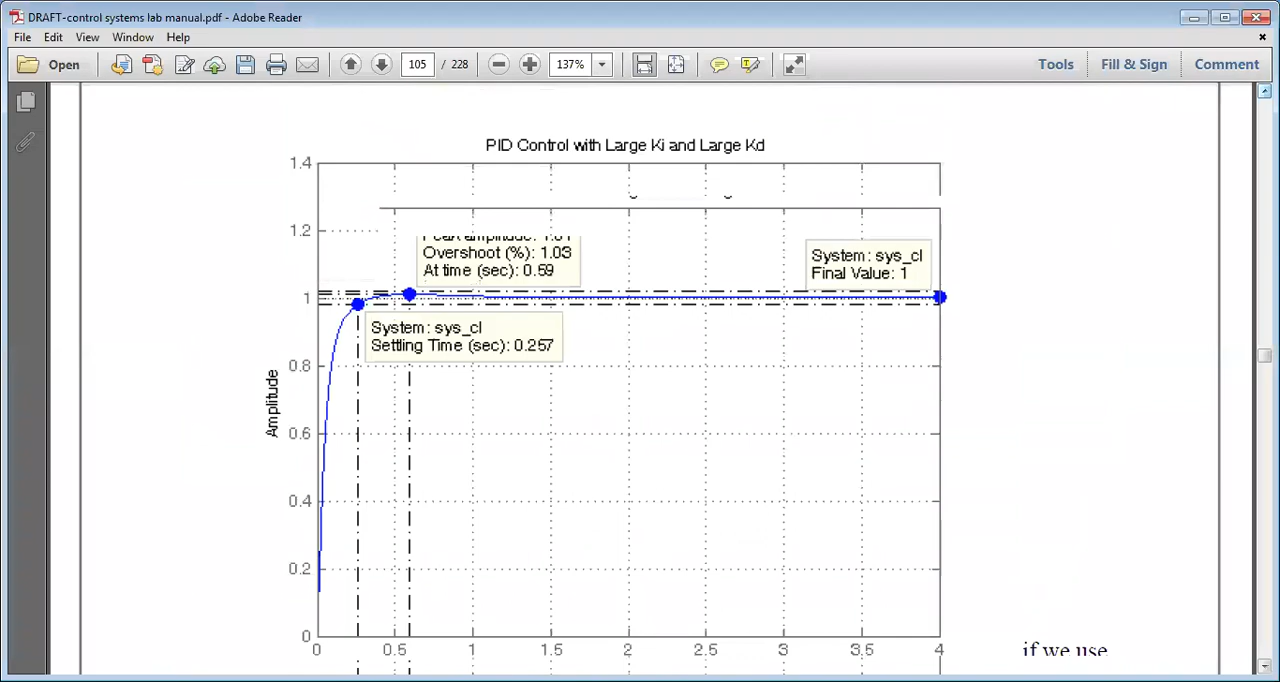 DRAFT-control systems lab manual.pdf - Adobe Reader
File Edit View Window Help
Open 105 / 228 137% Tools Fill & Sign Comment
PID Control with Large Ki and Large Kd
1.4
1.2
1
0.8
0.6
0.4
0.2
0
Amplitude
Overshoot (%): 1.03
At time (sec): 0.59
System: sys_cl
Final Value: 1
System: sys_cl
Settling Time (sec): 0.257
0 0.5 1 1.5 2 2.5 3 3.5 4
if we use